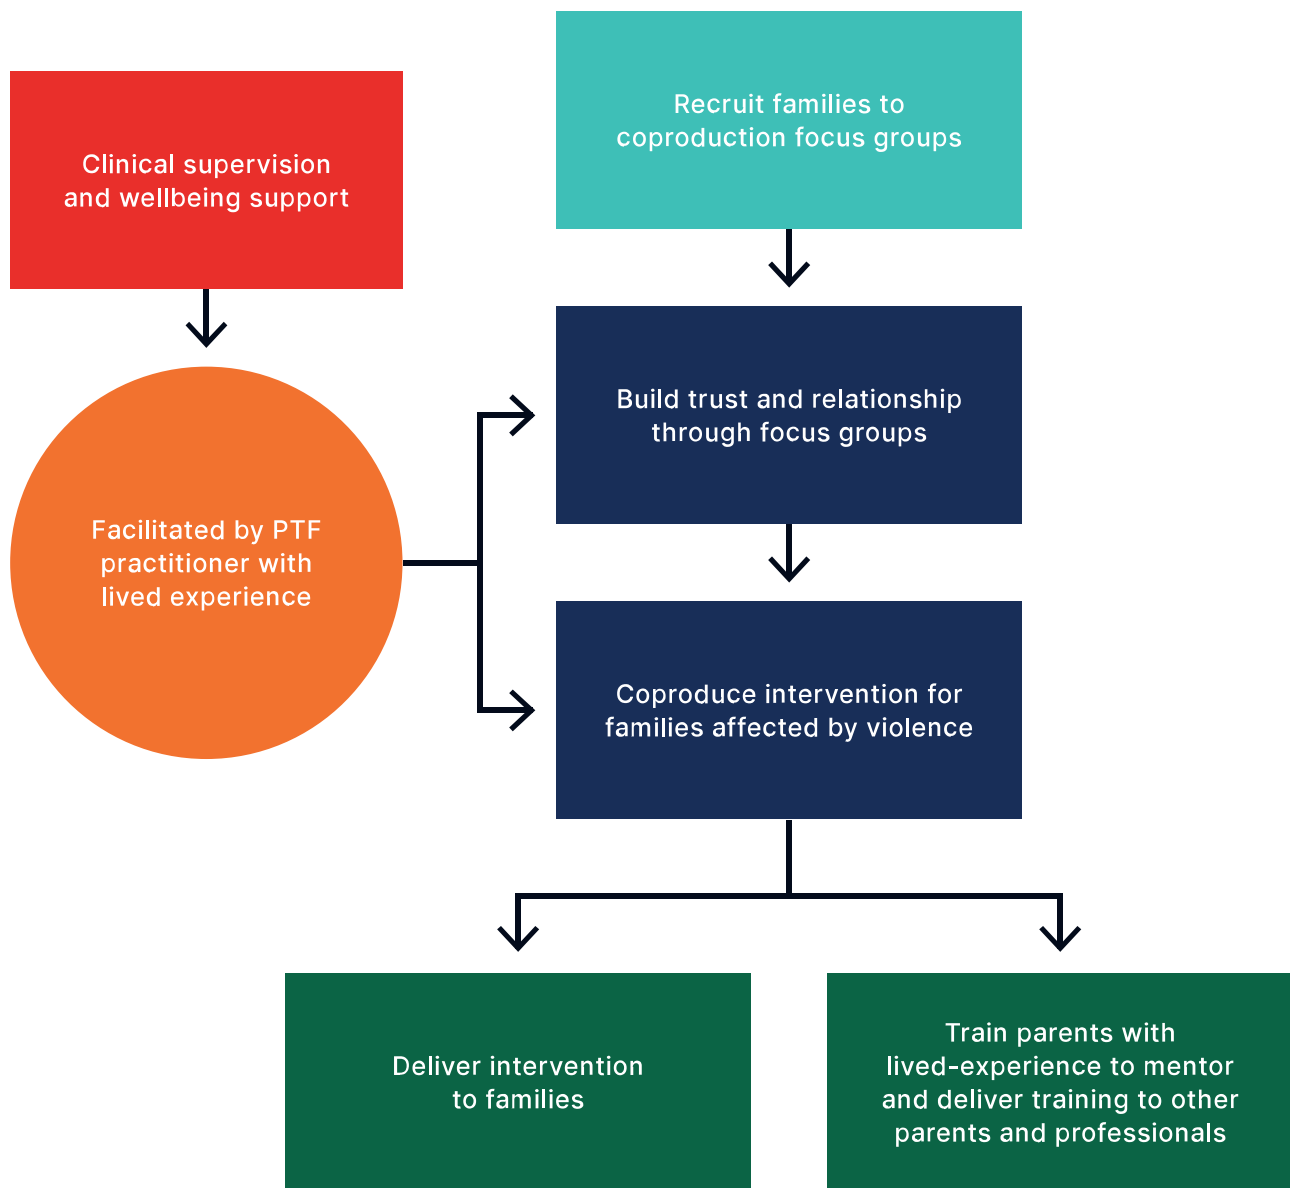 Recruit families to
coproduction focus groups
Clinical supervision
and wellbeing support
Build trust and relationship
through focus groups
Facilitated by PTF
practitioner with
lived experience
Coproduce intervention for
families affected by violence
Deliver intervention
to families
Train parents with
lived-experience to mentor
and deliver training to other
parents and professionals